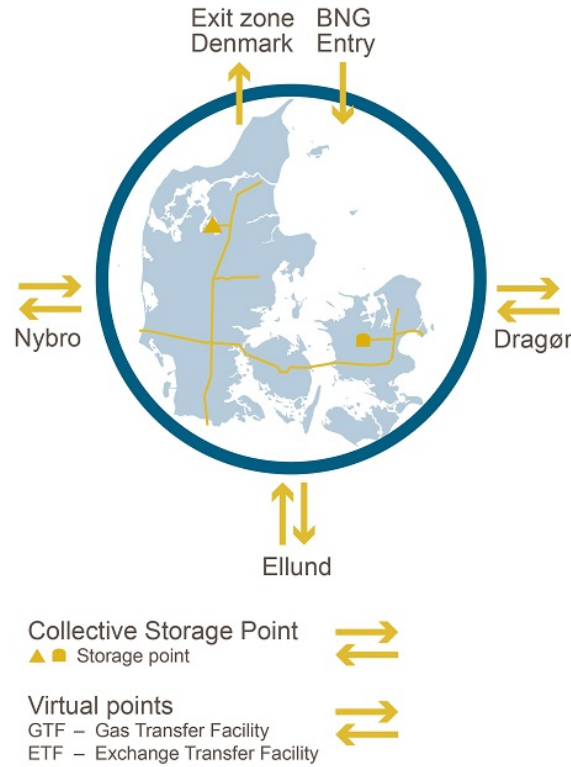 Exit zone
Denmark
BNG
Entry
Nybro
Dragør
Ellund
Collective Storage Point
Storage point
Virtual points
GTF – Gas Transfer Facility
ETF – Exchange Transfer Facility